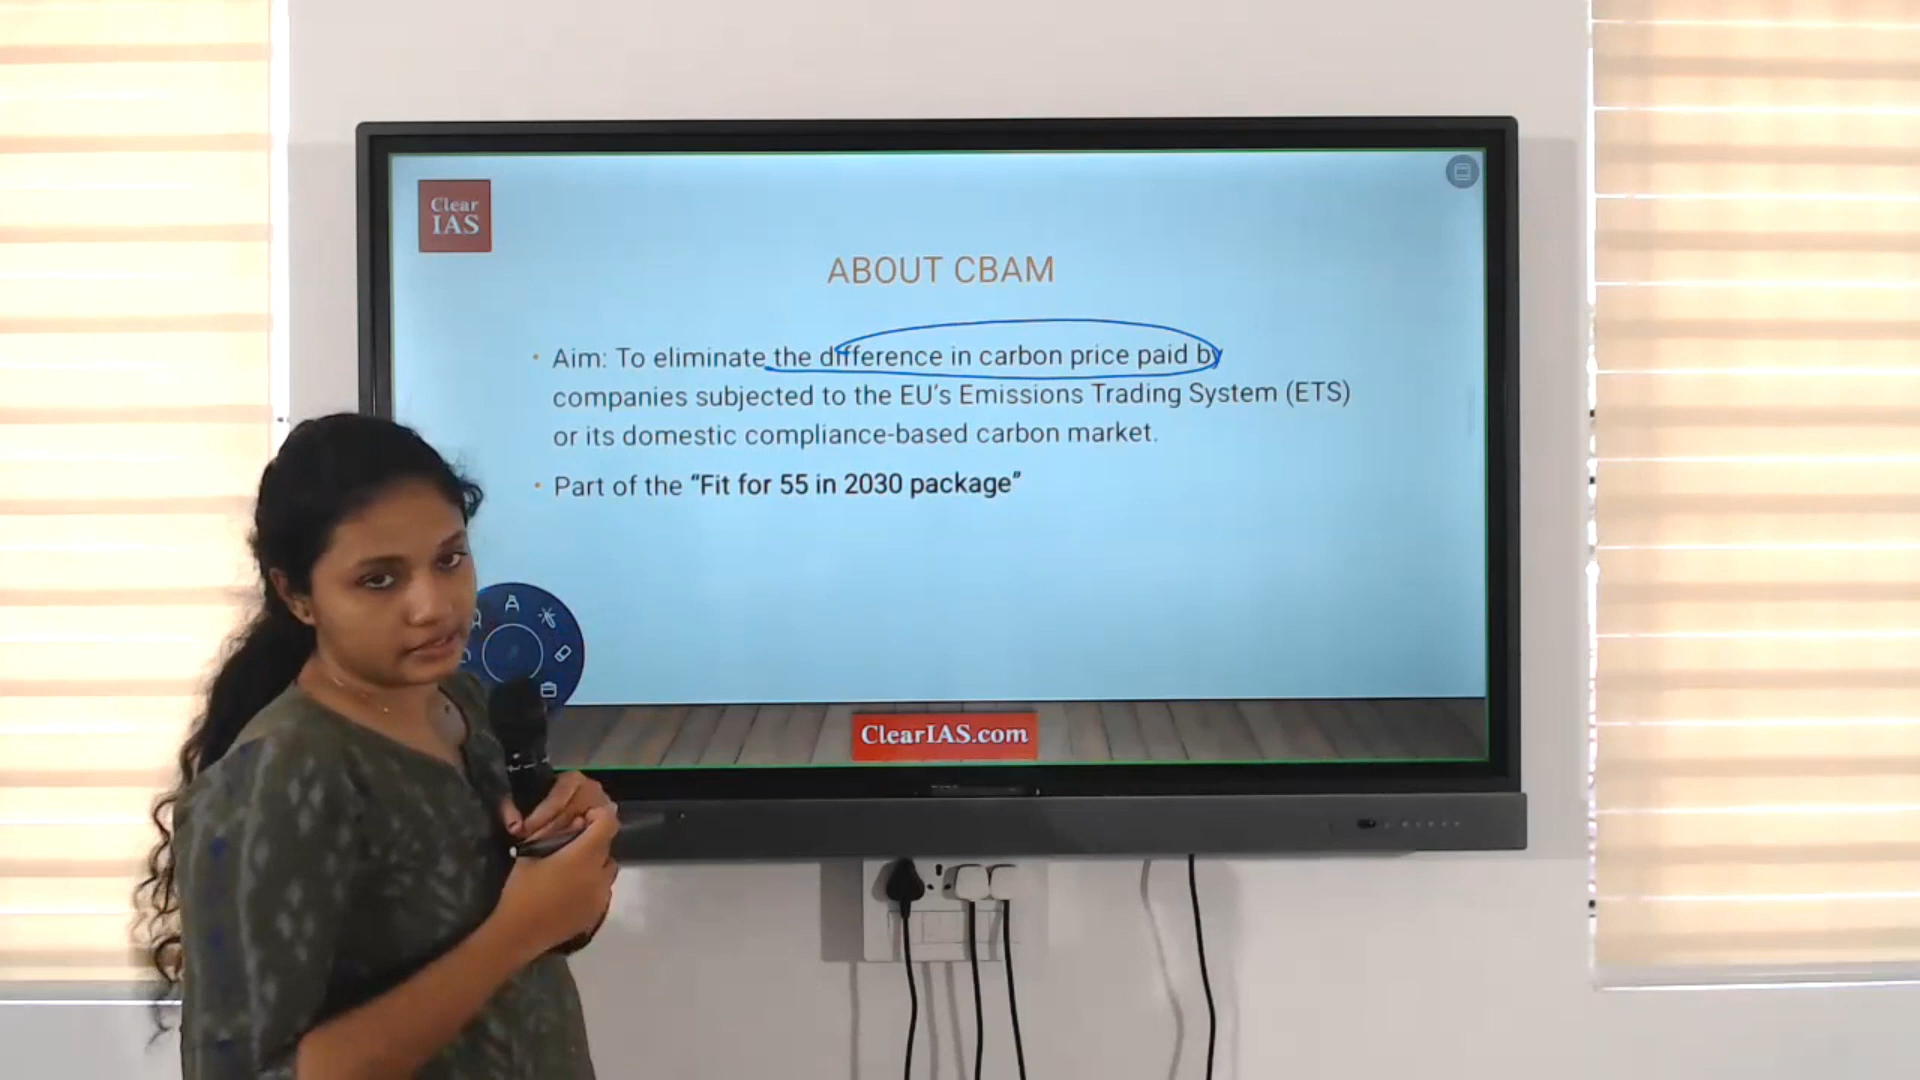 Clear
IAS
ABOUT CBAM
• Aim: To eliminate the difference in carbon price paid by
companies subjected to the EU’s Emissions Trading System (ETS)
or its domestic compliance-based carbon market.
• Part of the “Fit for 55 in 2030 package”
ClearIAS.com